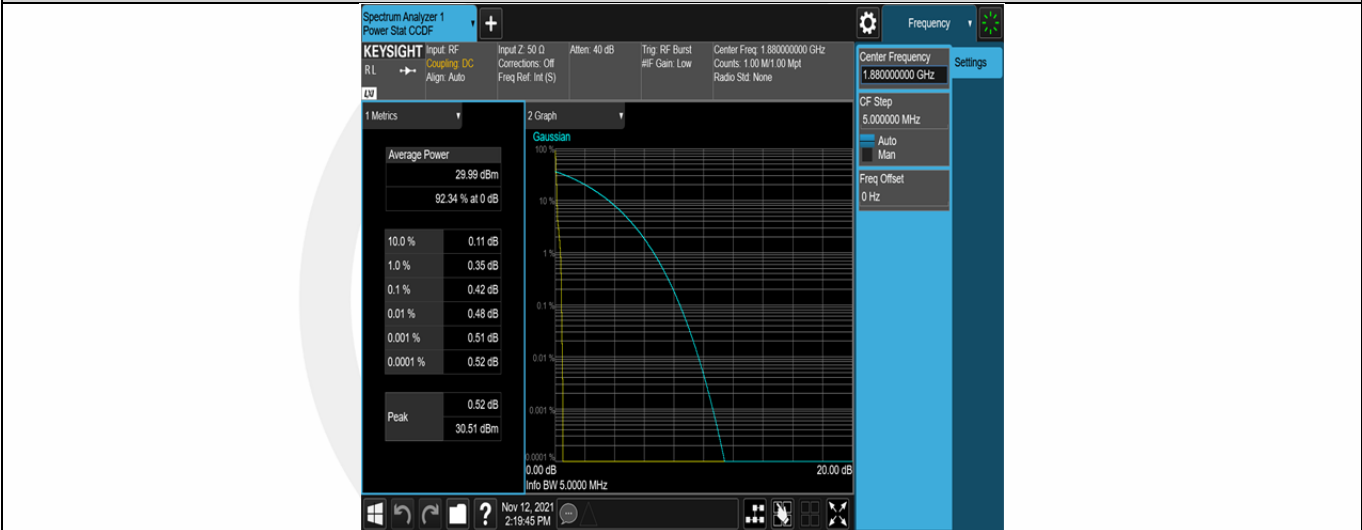 Spectrum Analyzer 1
Power Stat CCDF
+
Frequency
KEYSIGHT
Input: RF
Coupling: DC
Align: Auto
Input Z: 50 Ω
Corrections: Off
Freq Ref: Int (S)
Atten: 40 dB
Trig: RF Burst
#IF Gain: Low
Center Freq: 1.880000000 GHz
Counts: 1.00 M/1.00 Mpt
Radio Std: None
R L
LXI
Center Frequency
1.880000000 GHz
Settings
CF Step
5.000000 MHz
Auto
Man
Freq Offset
0 Hz
1 Metrics
Average Power
29.99 dBm
92.34 % at 0 dB
10.0 % 0.11 dB
1.0 % 0.35 dB
0.1 % 0.42 dB
0.01 % 0.48 dB
0.001 % 0.51 dB
0.0001 % 0.52 dB
Peak
0.52 dB
30.51 dBm
2 Graph
Gaussian
100 %
10 %
1 %
0.1 %
0.01 %
0.001 %
0.0001 %
0.00 dB 20.00 dB
Info BW 5.0000 MHz
?
Nov 12, 2021
2:19:45 PM